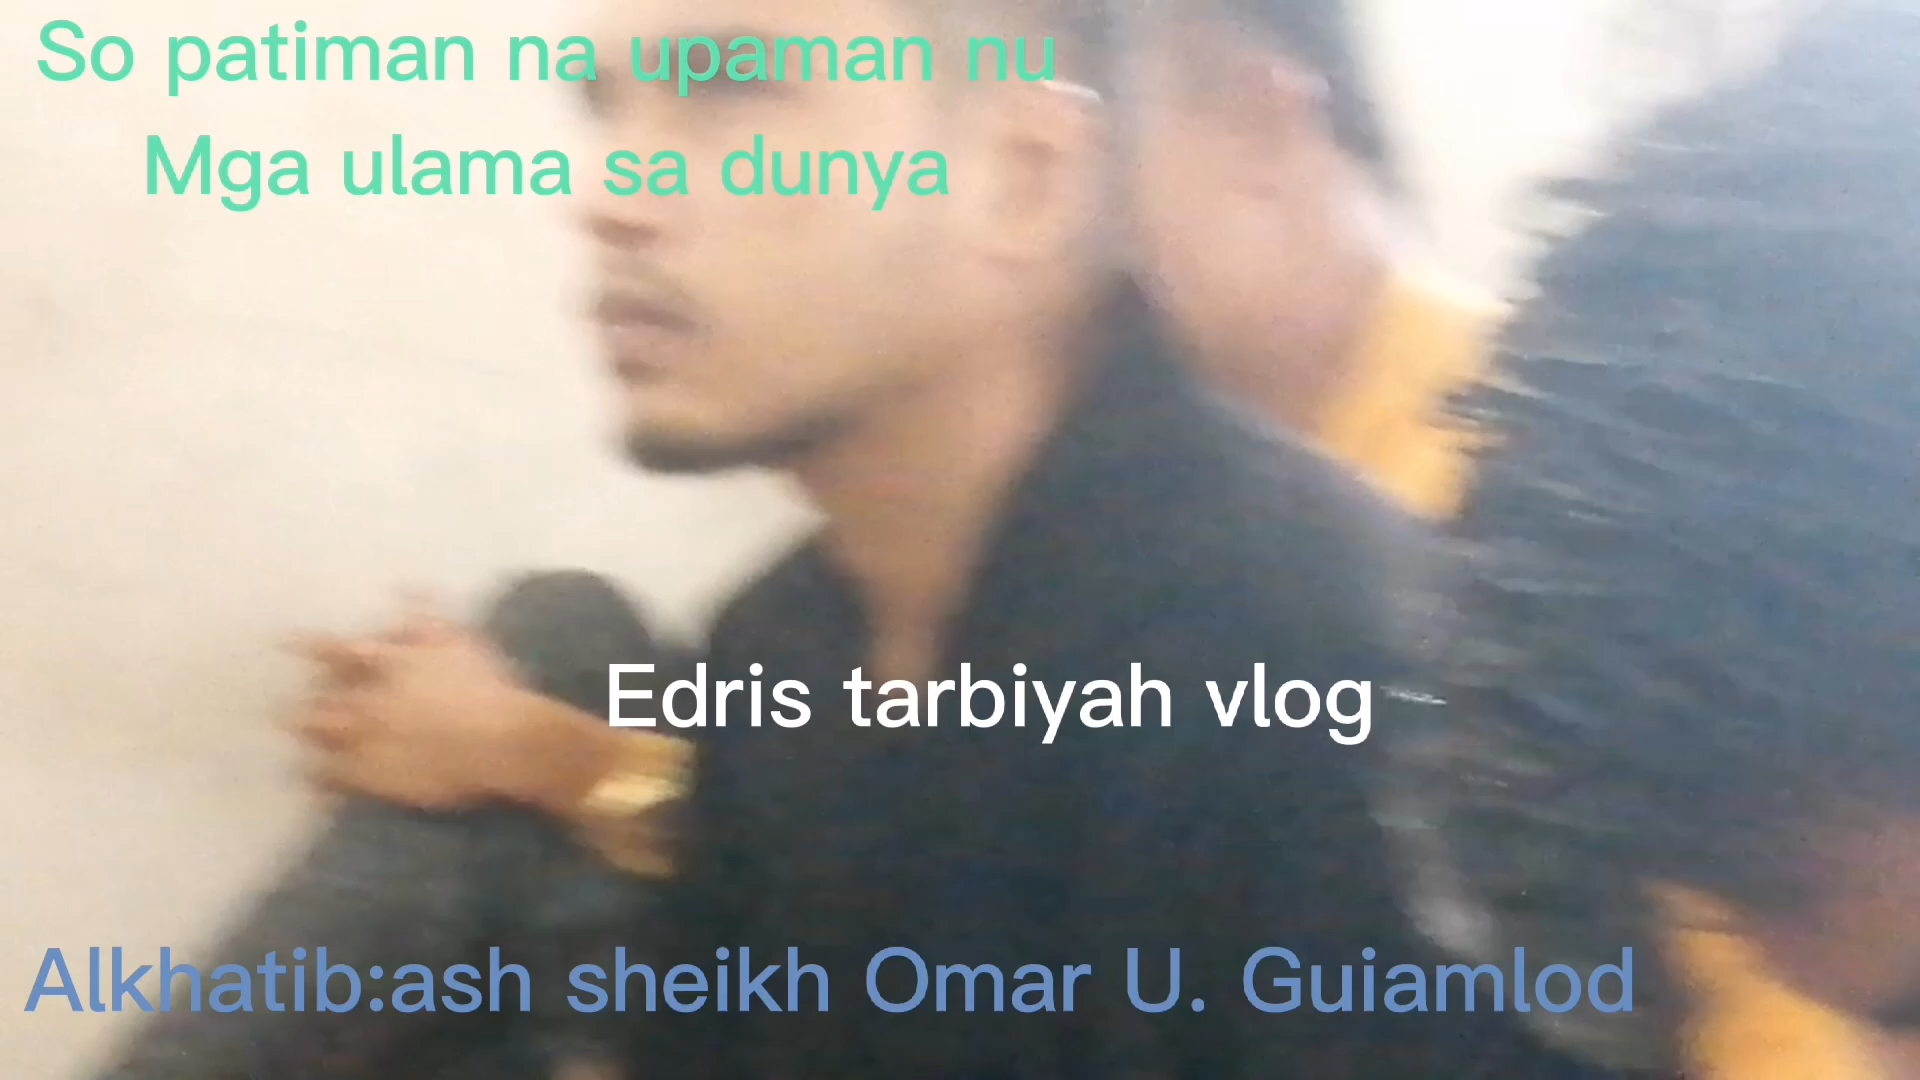 So patiman na upaman nu
Mga ulama sa dunya
Edris tarbiyah vlog
Alkhatib:ash sheikh Omar U. Guiamlod